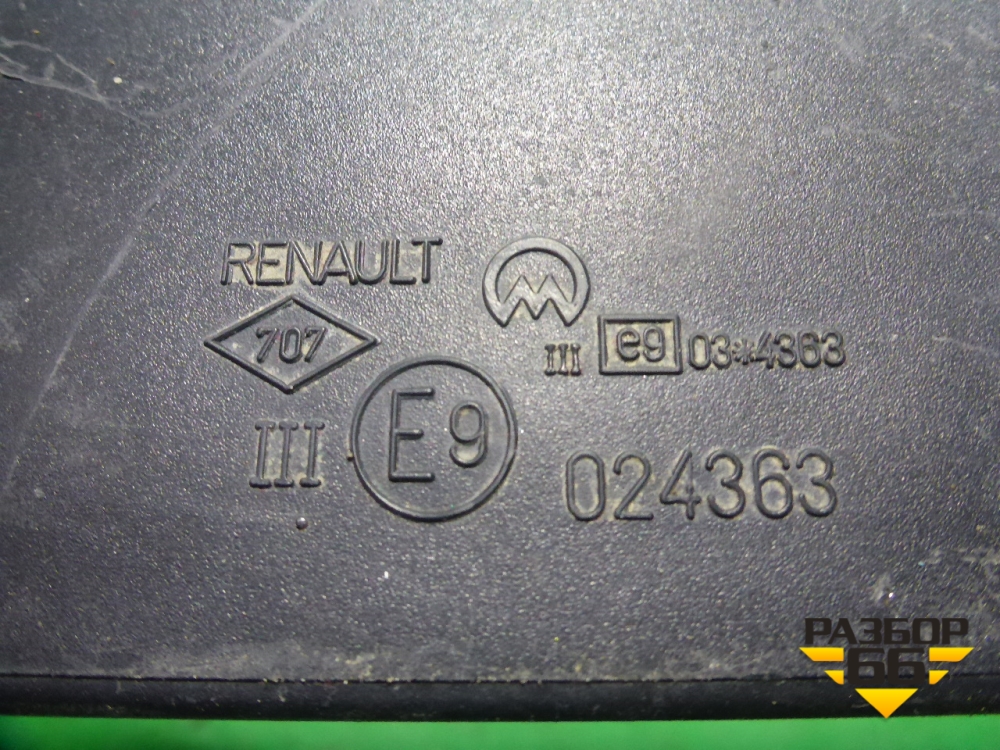 RENAULT
707
III e9 03*4363
III E9 024363
РАЗБОР
66